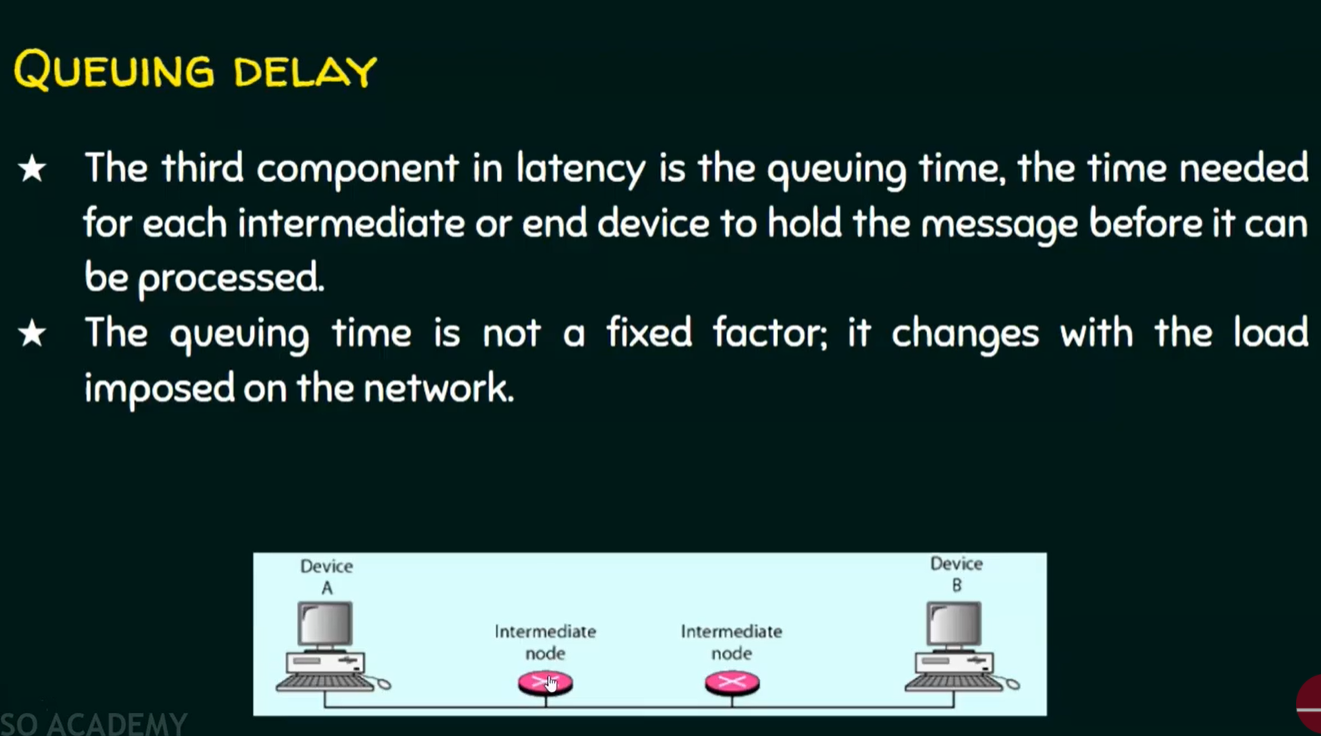 QUEUING DELAY
★ The third component in latency is the queuing time, the time needed
for each intermediate or end device to hold the message before it can
be processed.
★ The queuing time is not a fixed factor; it changes with the load
imposed on the network.
Device
A
Device
B
Intermediate
node
Intermediate
node
SO ACADEMY